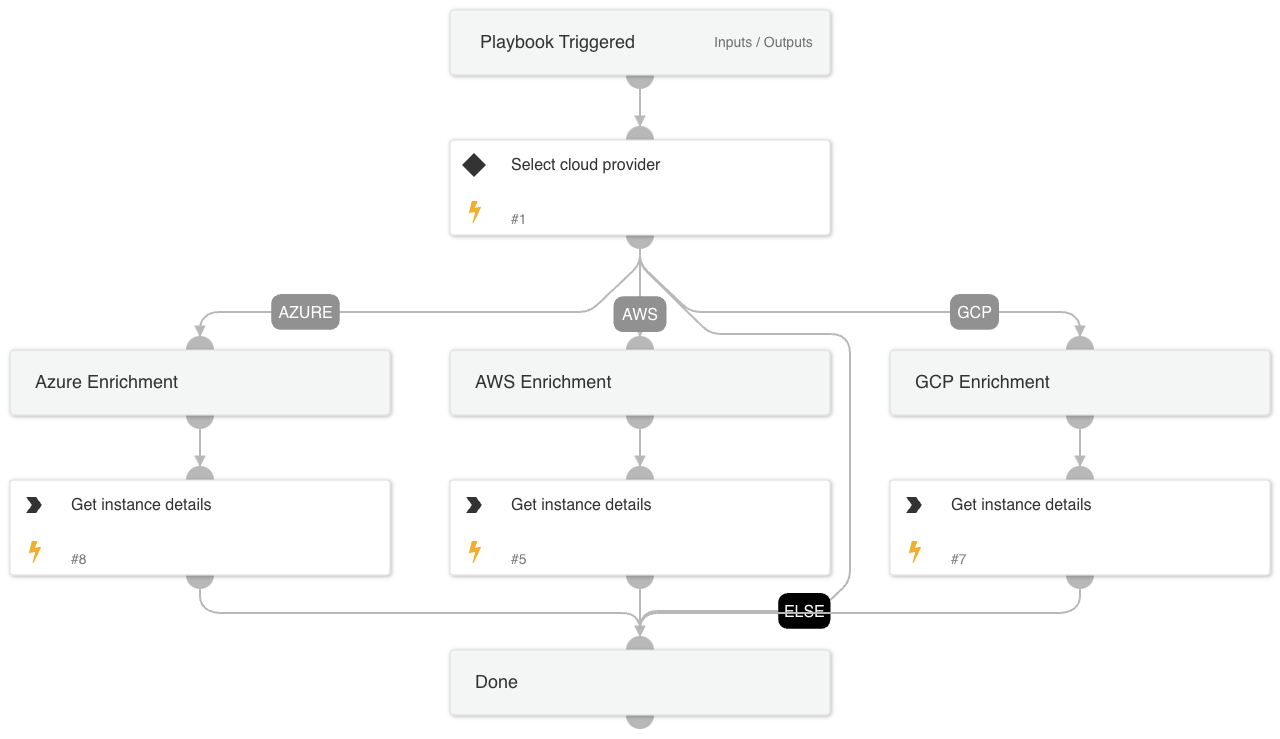 Playbook Triggered Inputs / Outputs
Select cloud provider
#1
AZURE AWS GCP
Azure Enrichment AWS Enrichment GCP Enrichment
Get instance details Get instance details Get instance details
#8 #5 #7
ELSE
Done